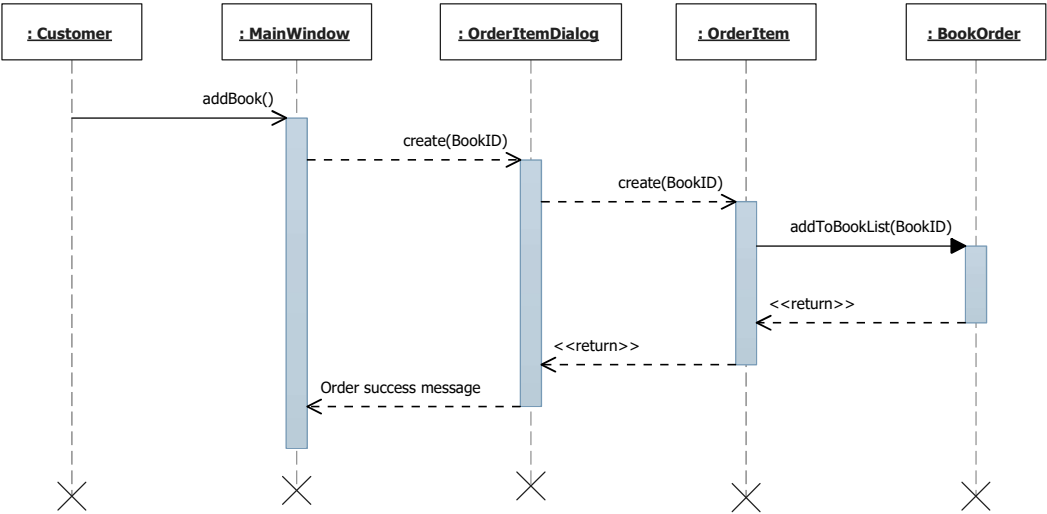 : Customer
: MainWindow
: OrderItemDialog
: OrderItem
: BookOrder
addBook()
create(BookID)
create(BookID)
addToBookList(BookID)
<<return>>
<<return>>
Order success message